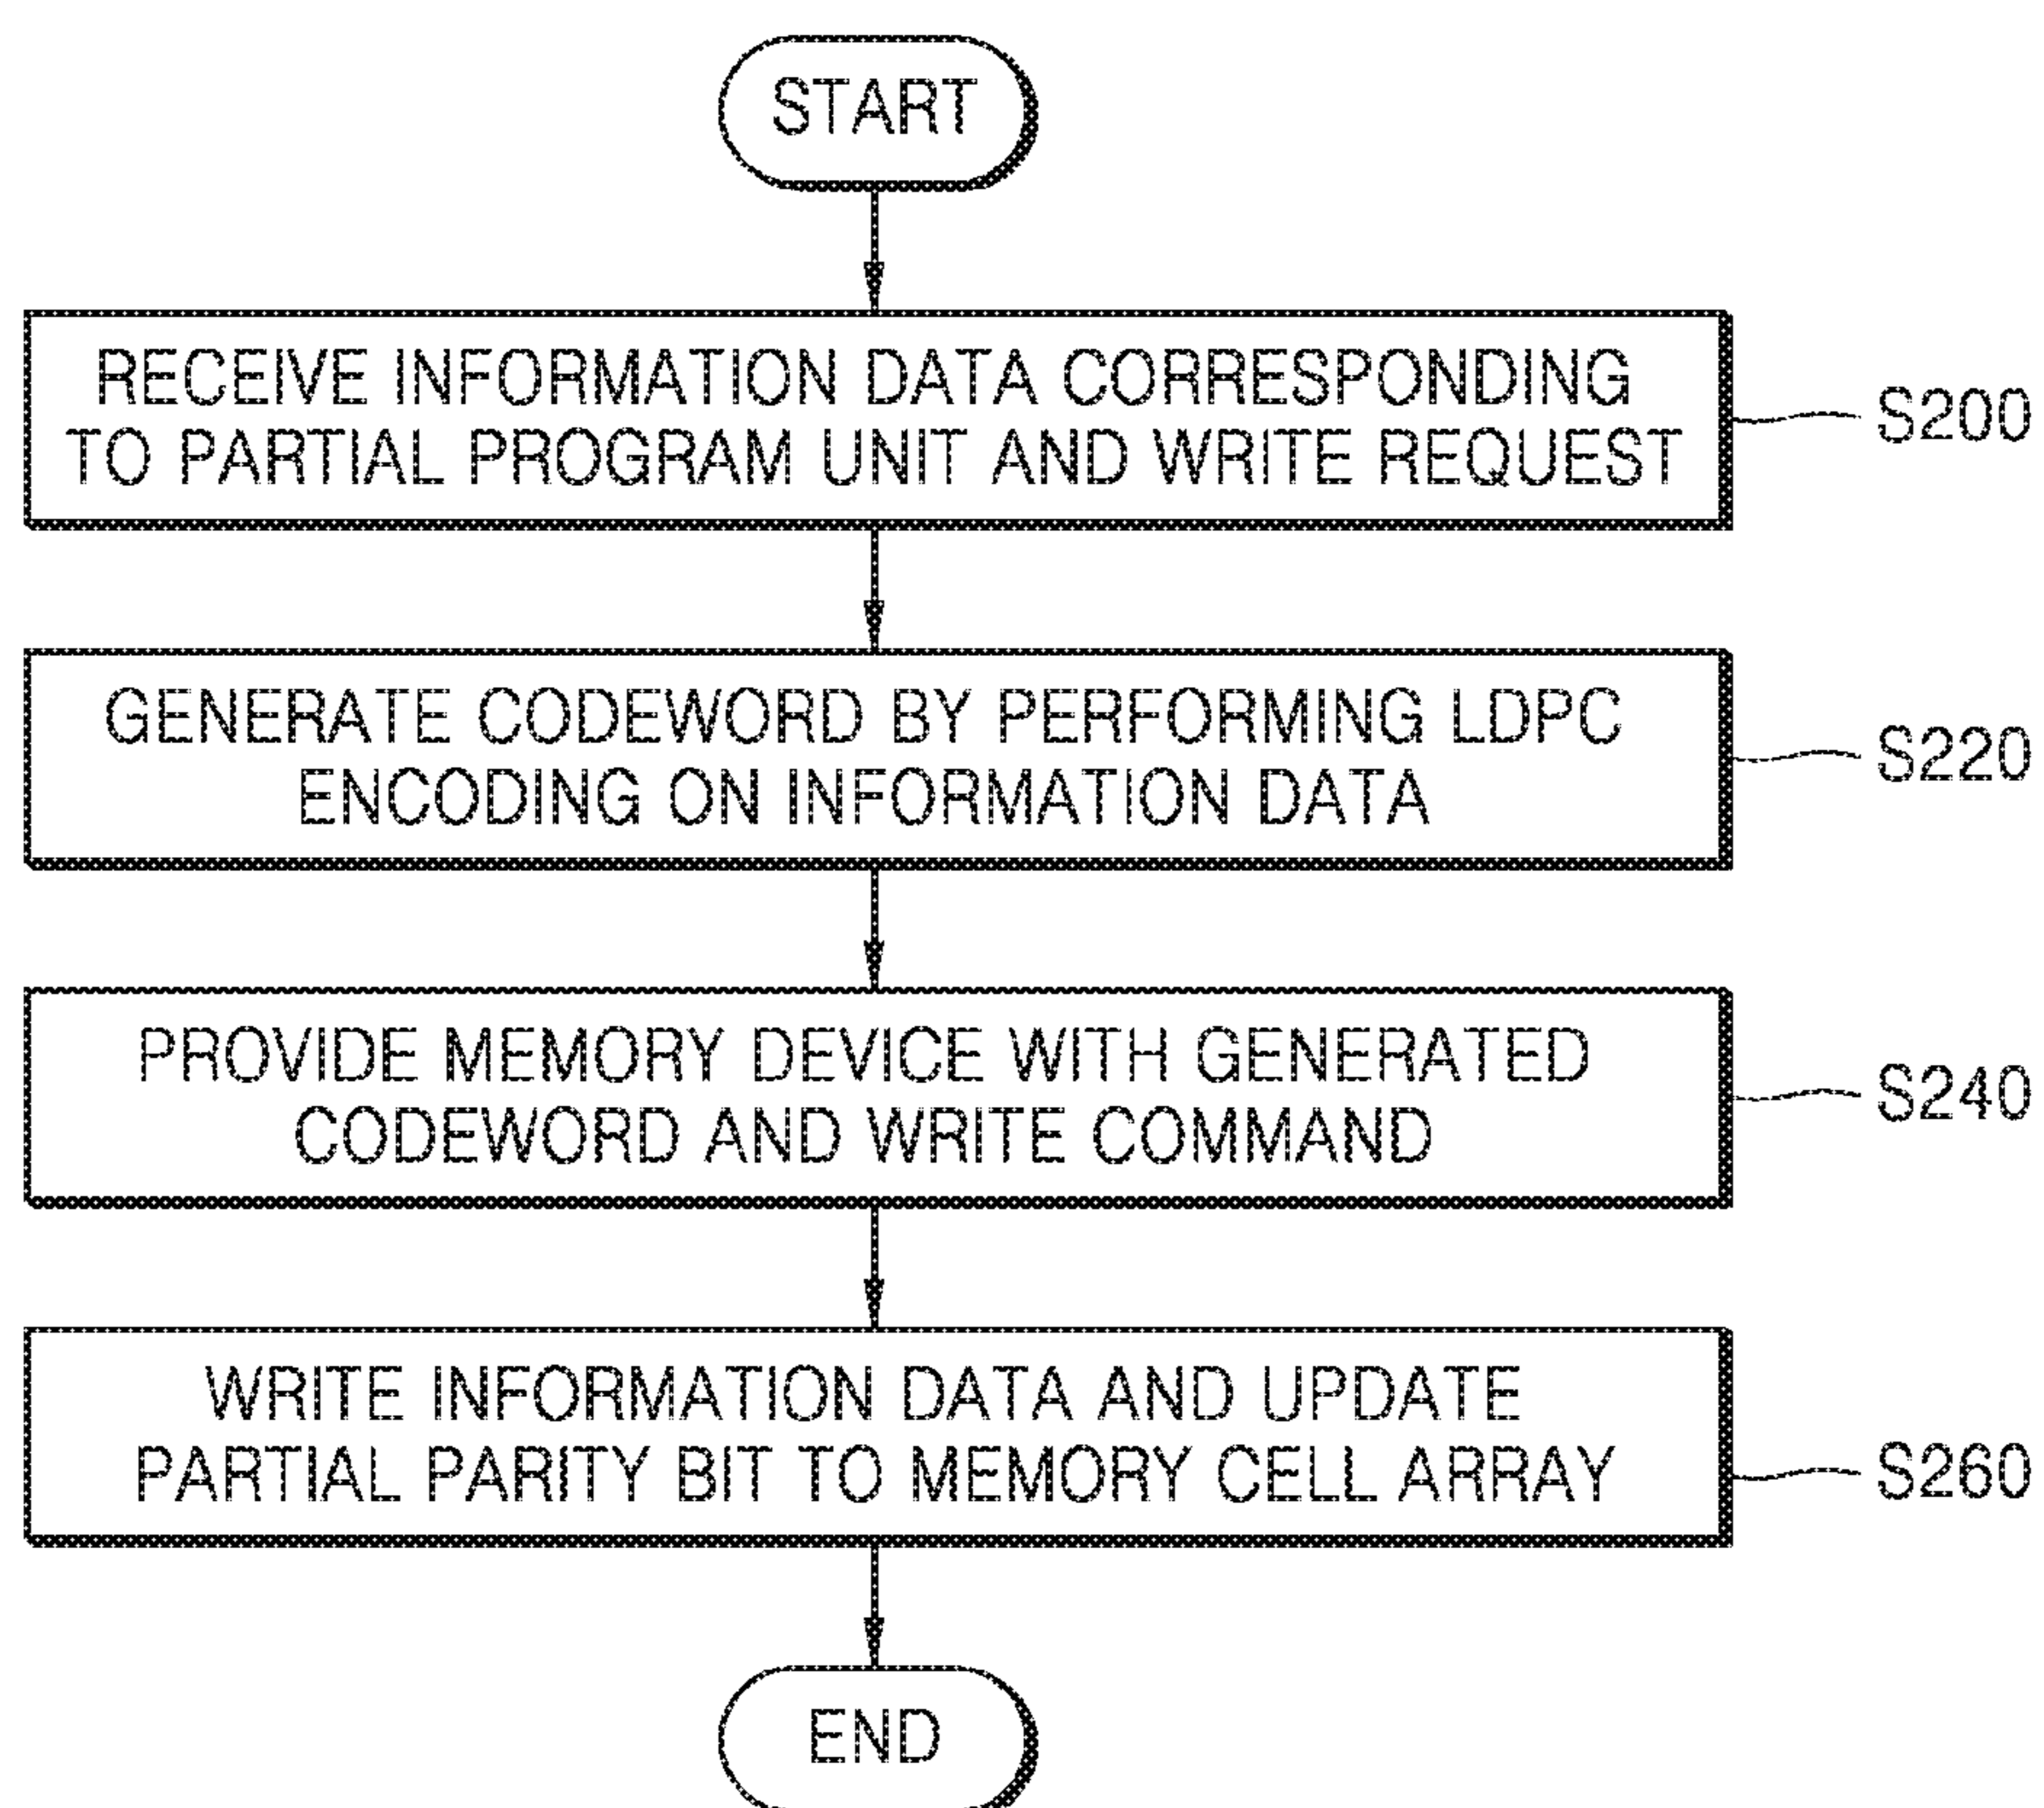 START
RECEIVE INFORMATION DATA CORRESPONDING
TO PARTIAL PROGRAM UNIT AND WRITE REQUEST
S200
GENERATE CODEWORD BY PERFORMING LDPC
ENCODING ON INFORMATION DATA
S220
PROVIDE MEMORY DEVICE WITH GENERATED
CODEWORD AND WRITE COMMAND
S240
WRITE INFORMATION DATA AND UPDATE
PARTIAL PARITY BIT TO MEMORY CELL ARRAY
S260
END